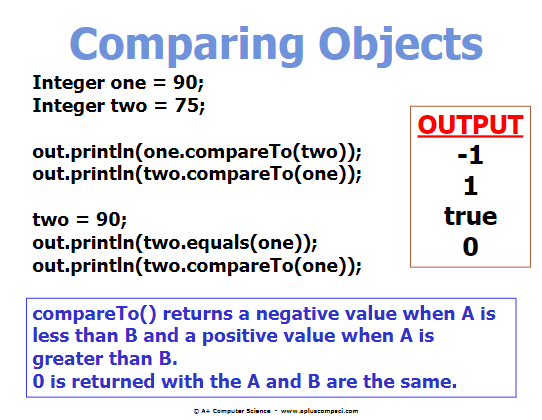 Comparing Objects
Integer one = 90;
Integer two = 75;
out.println(one.compareTo(two));
out.println(two.compareTo(one));
two = 90;
out.println(two.equals(one));
out.println(two.compareTo(one));
OUTPUT
-1
1
true
0
compareTo() returns a negative value when A is
less than B and a positive value when A is
greater than B.
0 is returned with the A and B are the same.
© A+ Computer Science - www.apluscompsci.com